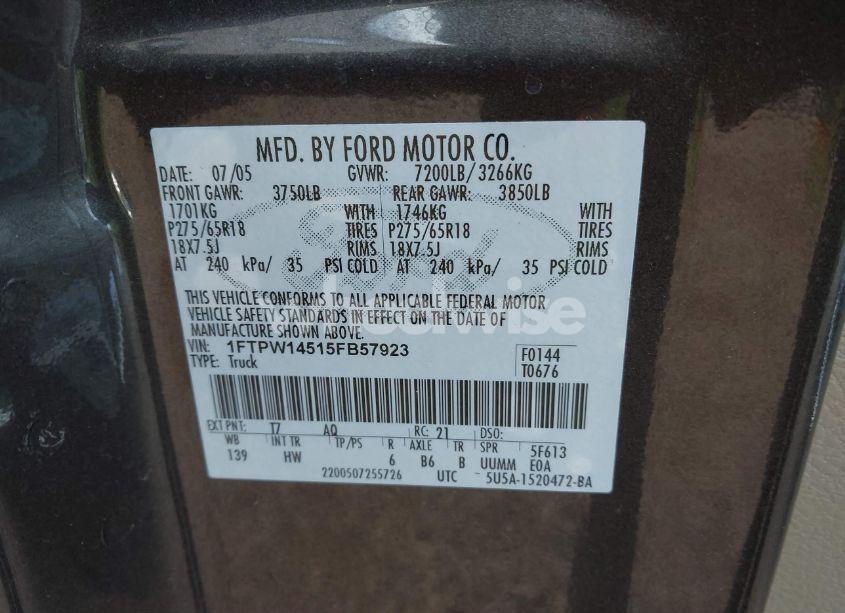 MFD. BY FORD MOTOR CO.
DATE: 07/05 GVWR: 7200LB/ 3266KG
FRONT GAWR: 3750LB REAR GAWR: 3850LB
1701KG WITH 1746KG WITH
P275/65R18 TIRES P275/65R18 TIRES
18X7.5J RIMS 18X7.5J RIMS
AT 240 kPa/ 35 PSI COLD AT 240 kPa/ 35 PSI COLD
THIS VEHICLE CONFORMS TO ALL APPLICABLE FEDERAL MOTOR
VEHICLE SAFETY STANDARDS IN EFFECT ON THE DATE OF
MANUFACTURE SHOWN ABOVE.
VIN: 1FTPW14515FB57923
TYPE: Truck
F0144
T0676
EXT PNT: T7 AQ RC: 21 DSO:
WB INT TR TP/PS R AXLE TR SPR 5F613
139 HW 6 B6 B UUMM E0A
2200507255726 UTC 5U5A-1520472-BA